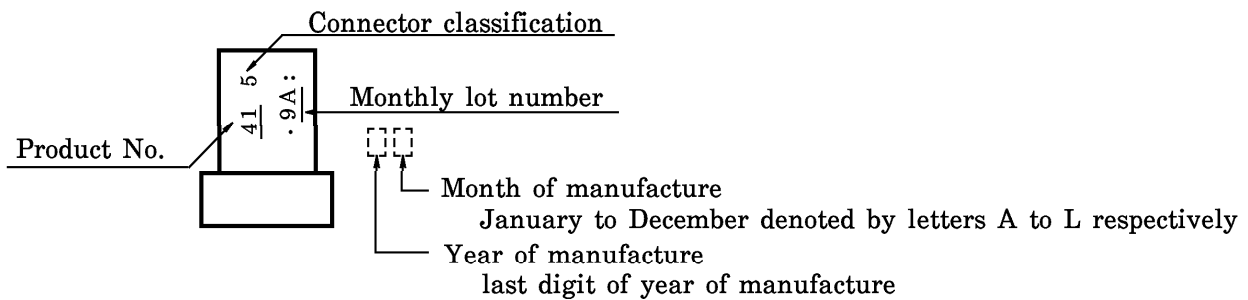 Connector classification
41 5
.9A:
Monthly lot number
Product No.
Month of manufacture
January to December denoted by letters A to L respectively
Year of manufacture
last digit of year of manufacture